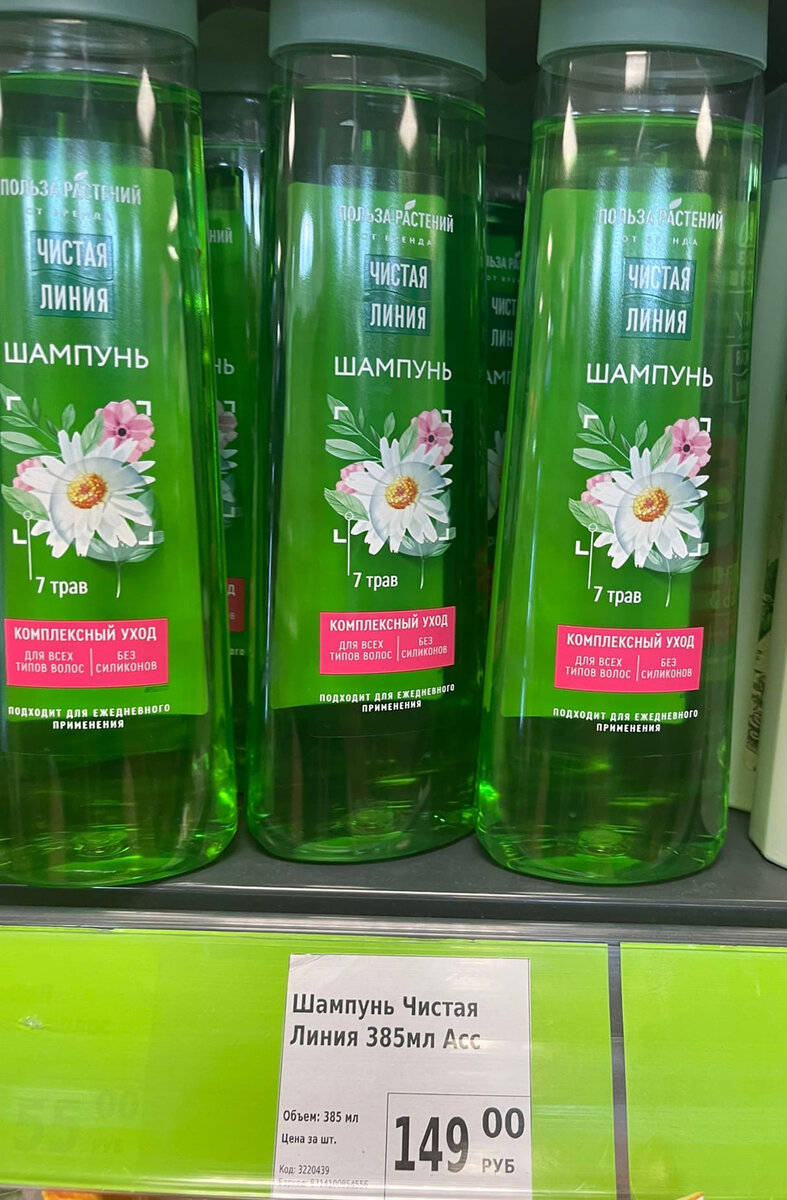 ПОЛЬЗА РАСТЕНИЙ
ОТ БРЕНДА
ЧИСТАЯ
ЛИНИЯ
ШАМПУНЬ
7 трав
КОМПЛЕКСНЫЙ УХОД
ДЛЯ ВСЕХ ТИПОВ ВОЛОС
БЕЗ СИЛИКОНОВ
ПОДХОДИТ ДЛЯ ЕЖЕДНЕВНОГО
ПРИМЕНЕНИЯ
ПОЛЬЗА РАСТЕНИЙ
ОТ БРЕНДА
ЧИСТАЯ
ЛИНИЯ
ШАМПУНЬ
7 трав
КОМПЛЕКСНЫЙ УХОД
ДЛЯ ВСЕХ ТИПОВ ВОЛОС
БЕЗ СИЛИКОНОВ
ПОДХОДИТ ДЛЯ ЕЖЕДНЕВНОГО
ПРИМЕНЕНИЯ
ПОЛЬЗА РАСТЕНИЙ
ОТ БРЕНДА
ЧИСТАЯ
ЛИНИЯ
ШАМПУНЬ
7 трав
КОМПЛЕКСНЫЙ УХОД
ДЛЯ ВСЕХ ТИПОВ ВОЛОС
БЕЗ СИЛИКОНОВ
ПОДХОДИТ ДЛЯ ЕЖЕДНЕВНОГО
ПРИМЕНЕНИЯ
Шампунь Чистая
Линия 385мл Асс
Объем: 385 мл
Цена за шт.
149 00
РУБ
Код: 3220439